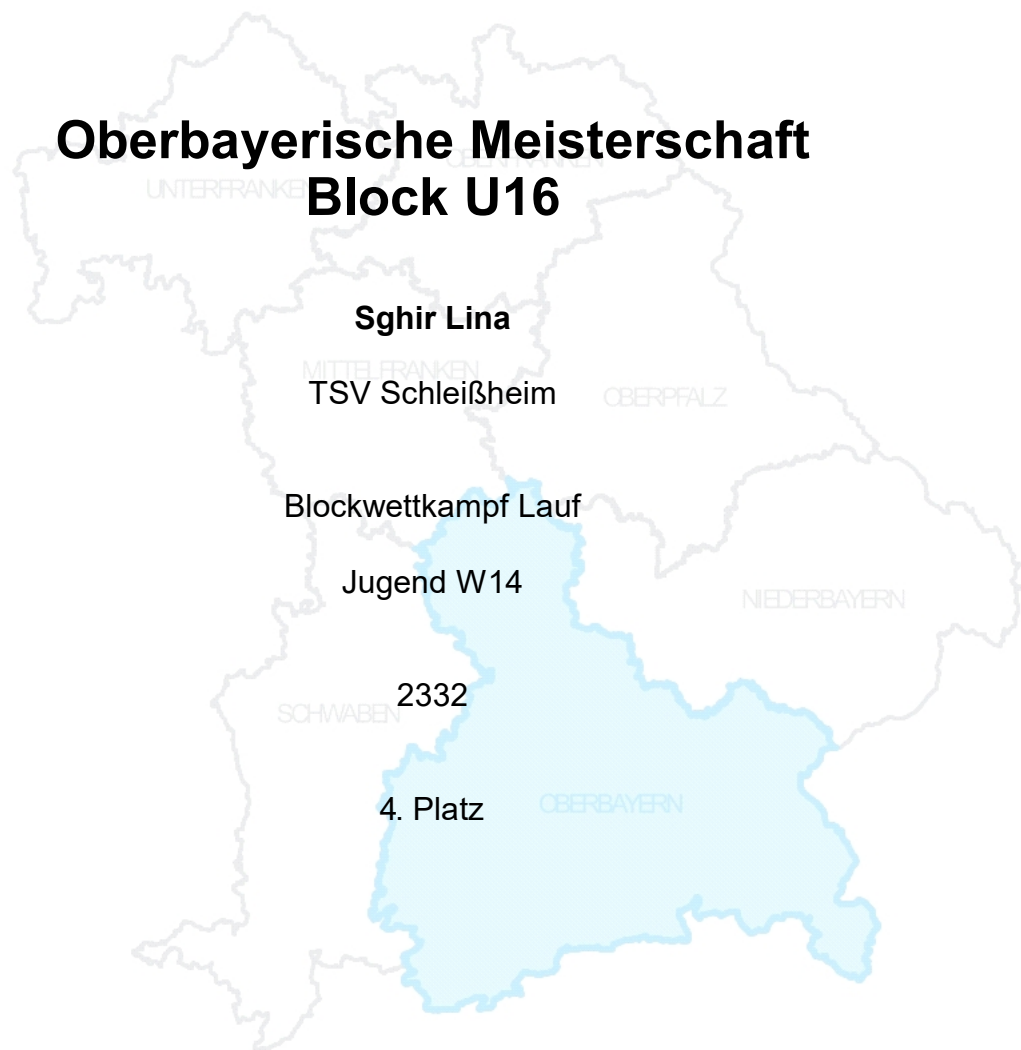 Oberbayerische Meisterschaft
OBERFRANKEN
UNTERFRANKEN
Block U16
Sghir Lina
MITTELFRANKEN
TSV Schleißheim
OBERPFALZ
Blockwettkampf Lauf
Jugend W14
NIEDERBAYERN
2332
SCHWABEN
4. Platz
OBERBAYERN